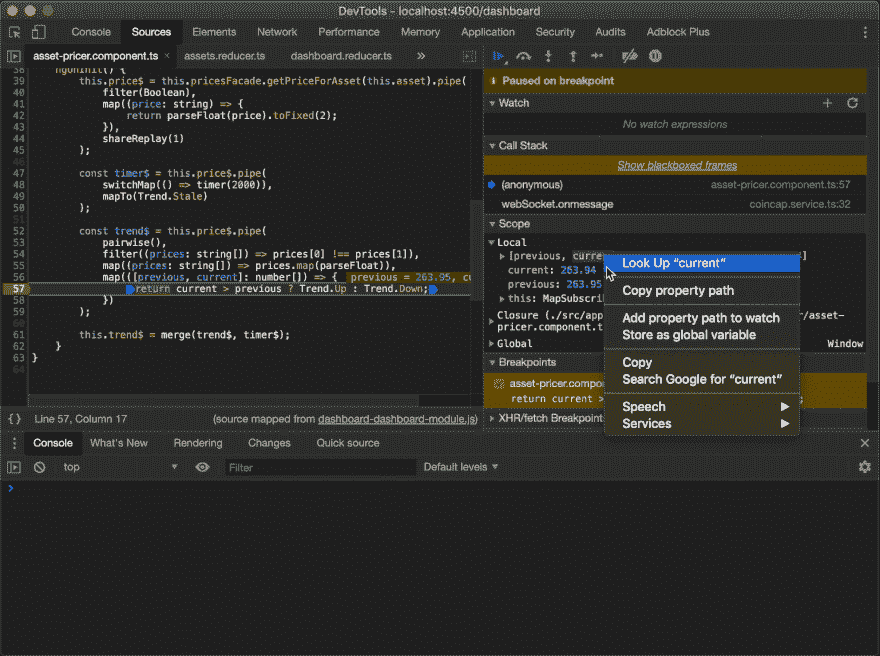 DevTools - localhost:4500/dashboard
Console Sources Elements Network Performance Memory Application Security Audits Adblock Plus
asset-pricer.component.ts × assets.reducer.ts dashboard.reducer.ts »
38 ngOnInit() {
39 this.price$ = this.pricesFacade.getPriceForAsset(this.asset).pipe(
40 filter(Boolean),
41 map((price: string) => {
42 return parseFloat(price).toFixed(2);
43 }),
44 shareReplay(1)
45 );
46
47 const timer$ = this.price$.pipe(
48 switchMap(() => timer(2000)),
49 mapTo(Trend.Stale)
50 );
51
52 const trend$ = this.price$.pipe(
53 pairwise(),
54 filter((prices: string[]) => prices[0] !== prices[1]),
55 map((prices: string[]) => prices.map(parseFloat)),
56 map(([previous, current]: number[]) => { previous = 263.95, cu
57 return current > previous ? Trend.Up : Trend.Down;
58 })
59 );
60
61 this.trend$ = merge(trend$, timer$);
62 }
63 }
64
{ } Line 57, Column 17 (source mapped from dashboard-dashboard-module.js)
Paused on breakpoint
Watch
No watch expressions
Call Stack
Show blackboxed frames
(anonymous) asset-pricer.component.ts:57
webSocket.onmessage coincap.service.ts:32
Scope
Local
[previous, curre ]
current: 263.94
previous: 263.95
this: MapSubscri
Closure (./src/app r/asset-
pricer.component.t
Global Window
Breakpoints
asset-pricer.compo
return current > ;
XHR/fetch Breakpoint
Look Up “current”
Copy property path
Add property path to watch
Store as global variable
Copy
Search Google for “current”
Speech
Services
Console What's New Rendering Changes Quick source ×
top Filter Default levels